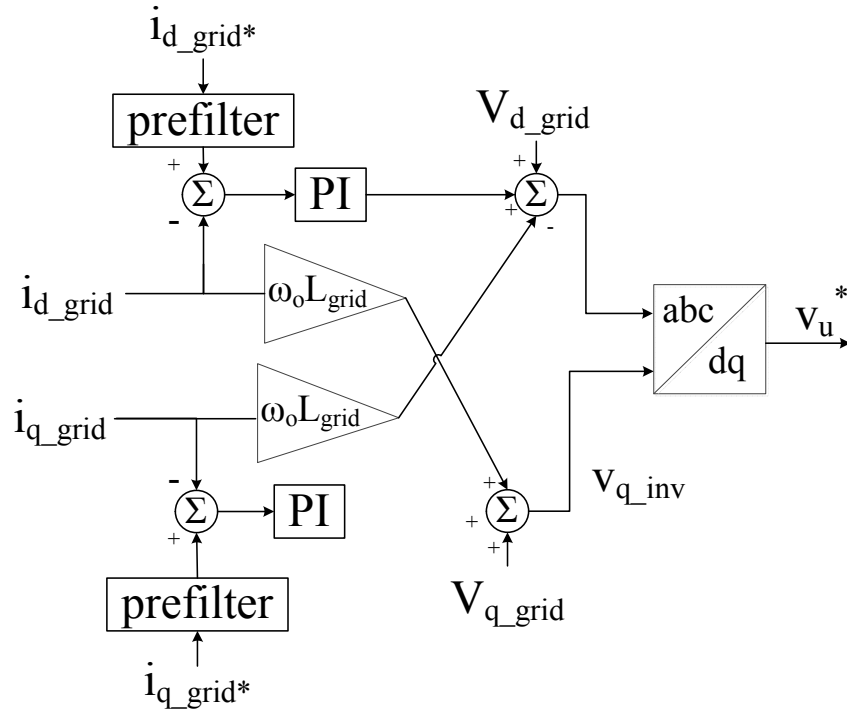 i_d_grid*
prefilter
V_d_grid
+
+
Σ
PI
+
Σ
-
-
i_d_grid
ω_oL_grid
abc
v_u*
dq
i_q_grid
ω_oL_grid
-
+
v_q_inv
Σ
PI
+
Σ
+
+
prefilter
V_q_grid
i_q_grid*